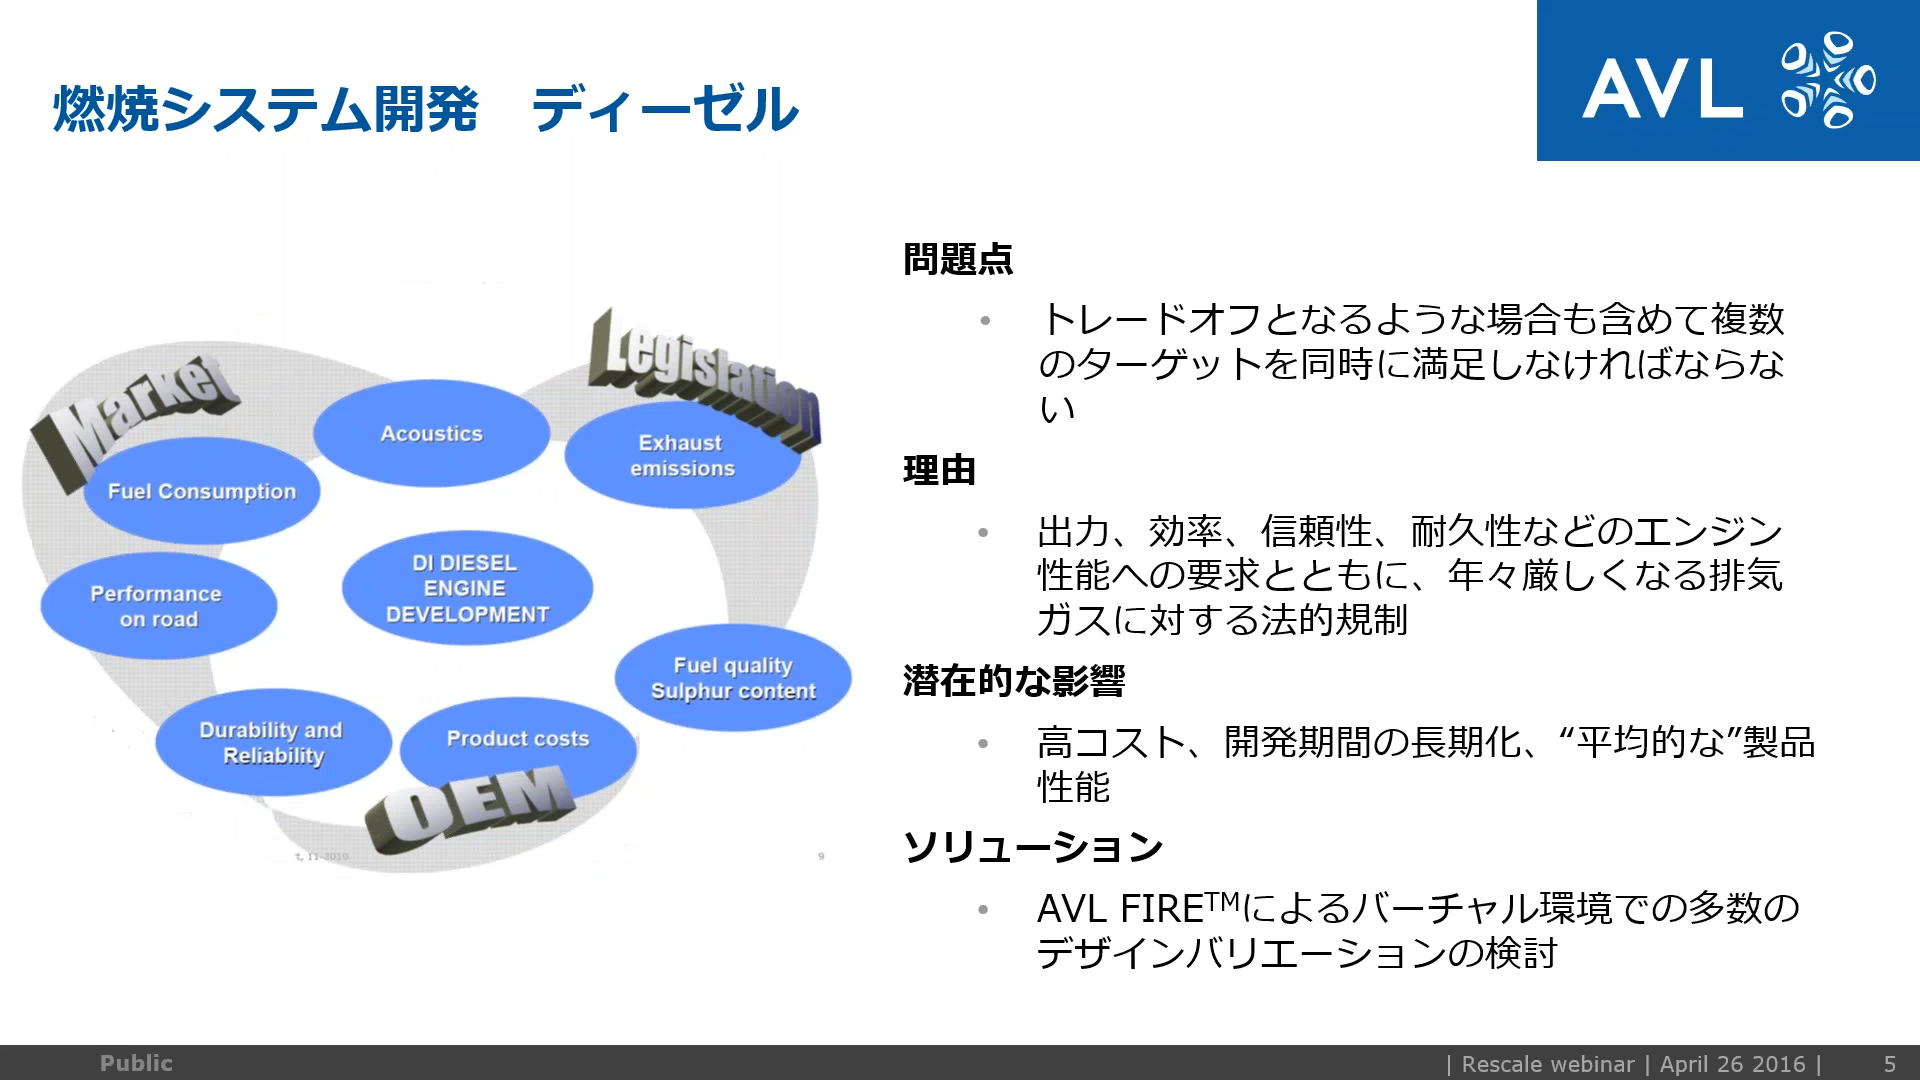 燃焼システム開発　ディーゼル
AVL
Market
Legislation
Acoustics
Exhaust
emissions
Fuel Consumption
DI DIESEL
ENGINE
DEVELOPMENT
Performance
on road
Fuel quality
Sulphur content
Durability and
Reliability
Product costs
OEM
t, 11-2010
9
問題点
• トレードオフとなるような場合も含めて複数
のターゲットを同時に満足しなければならな
い
理由
• 出力、効率、信頼性、耐久性などのエンジン
性能への要求とともに、年々厳しくなる排気
ガスに対する法的規制
潜在的な影響
• 高コスト、開発期間の長期化、“平均的な”製品
性能
ソリューション
• AVL FIRE™によるバーチャル環境での多数の
デザインバリエーションの検討
Public
| Rescale webinar | April 26 2016 | 5